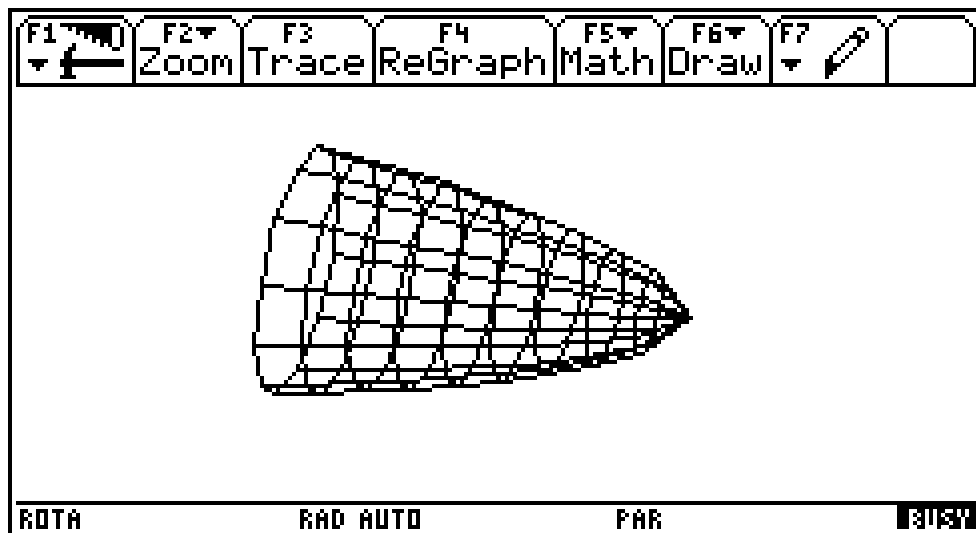 F1 F2 F3 F4 F5 F6 F7
Zoom Trace ReGraph Math Draw
ROTA RAD AUTO PAR BUSY